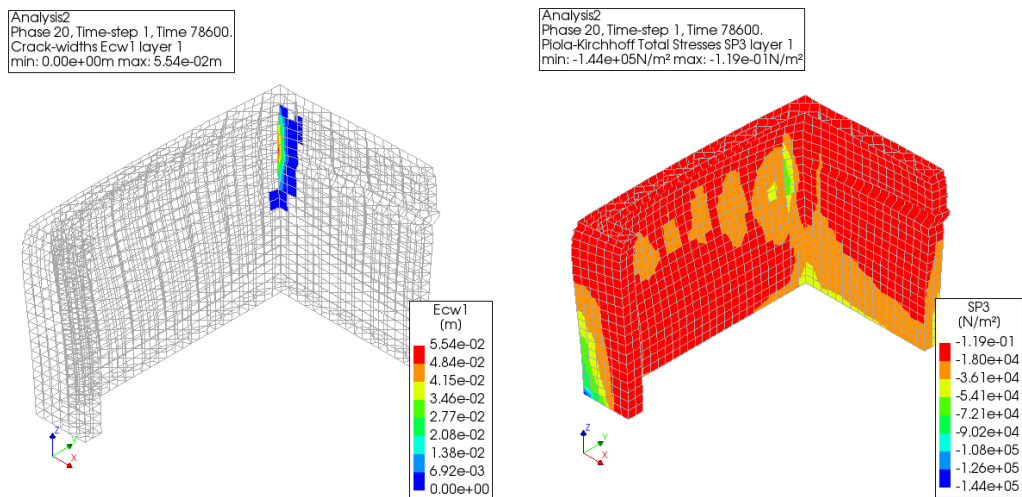 Analysis2
Phase 20, Time-step 1, Time 78600.
Crack-widths Ecw1 layer 1
min: 0.00e+00m max: 5.54e-02m
Analysis2
Phase 20, Time-step 1, Time 78600.
Piola-Kirchhoff Total Stresses SP3 layer 1
min: -1.44e+05N/m² max: -1.19e-01N/m²
Ecw1
(m)
5.54e-02
4.84e-02
4.15e-02
3.46e-02
2.77e-02
2.08e-02
1.38e-02
6.92e-03
0.00e+00
Z
Y
X
SP3
(N/m²)
-1.19e-01
-1.80e+04
-3.61e+04
-5.41e+04
-7.21e+04
-9.02e+04
-1.08e+05
-1.26e+05
-1.44e+05
Z
Y
X